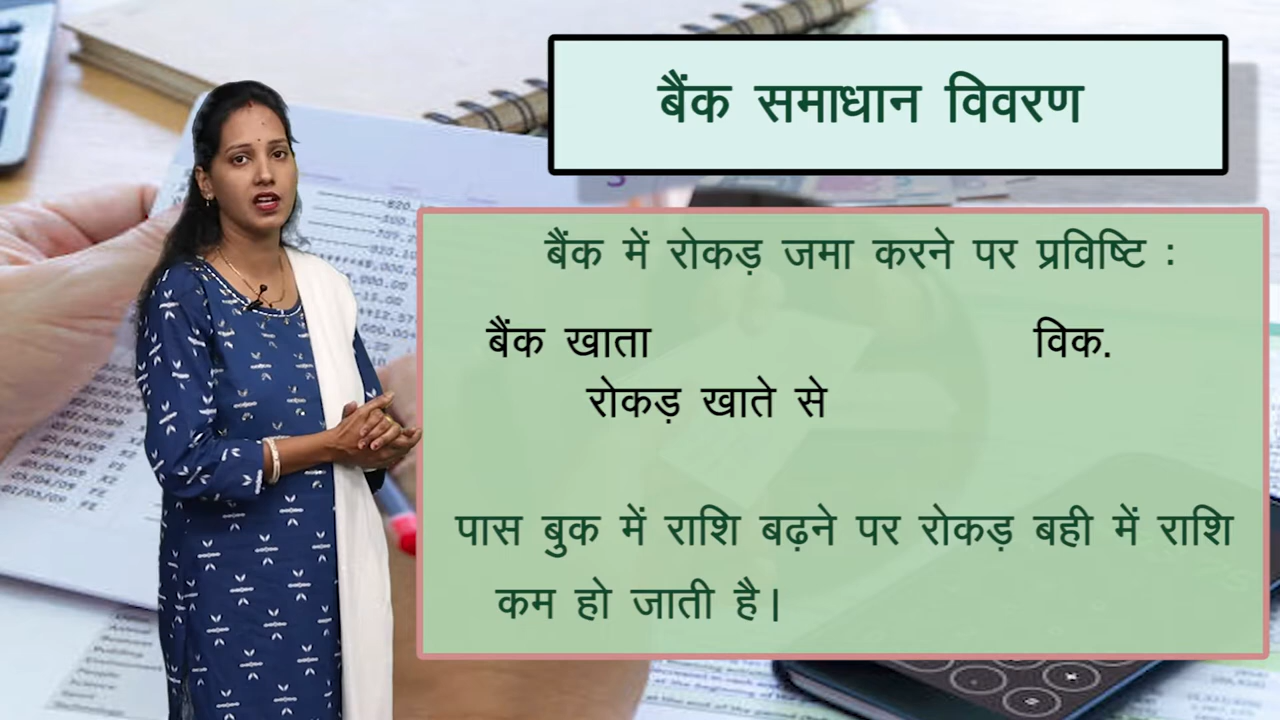 बैंक समाधान विवरण
बैंक में रोकड़ जमा करने पर प्रविष्टि :
बैंक खाता विक.
रोकड़ खाते से
पास बुक में राशि बढ़ने पर रोकड़ बही में राशि
कम हो जाती है।